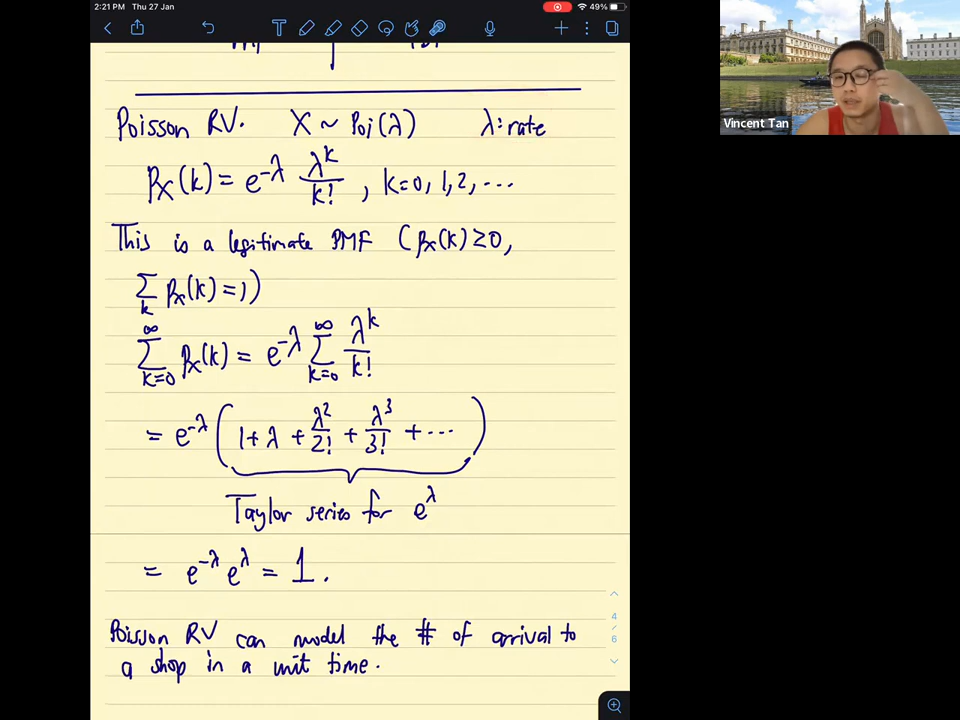 2:21 PM Thu 27 Jan
49%
Vincent Tan
Poisson RV. X ~ Poi(λ) λ: rate
Px(k) = e^-λ λ^k/k! , k=0, 1, 2, ...
This is a legitimate PMF (Px(k) ≥ 0,
Σ_k Px(k) = 1)
Σ_{k=0}^∞ Px(k) = e^-λ Σ_{k=0}^∞ λ^k/k!
= e^-λ (1 + λ + λ²/2! + λ³/3! + ...)
Taylor series for e^λ
= e^-λ e^λ = 1.
Poisson RV can model the # of arrival to
a shop in a unit time.
4/6